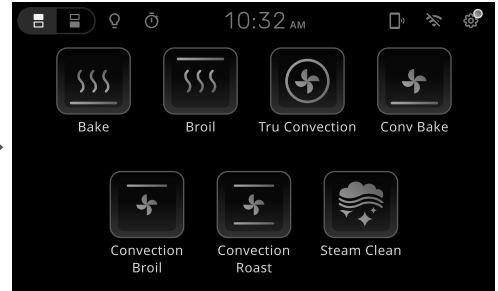 10:32 AM
Bake
Broil
Tru Convection
Conv Bake
Convection
Broil
Convection
Roast
Steam Clean